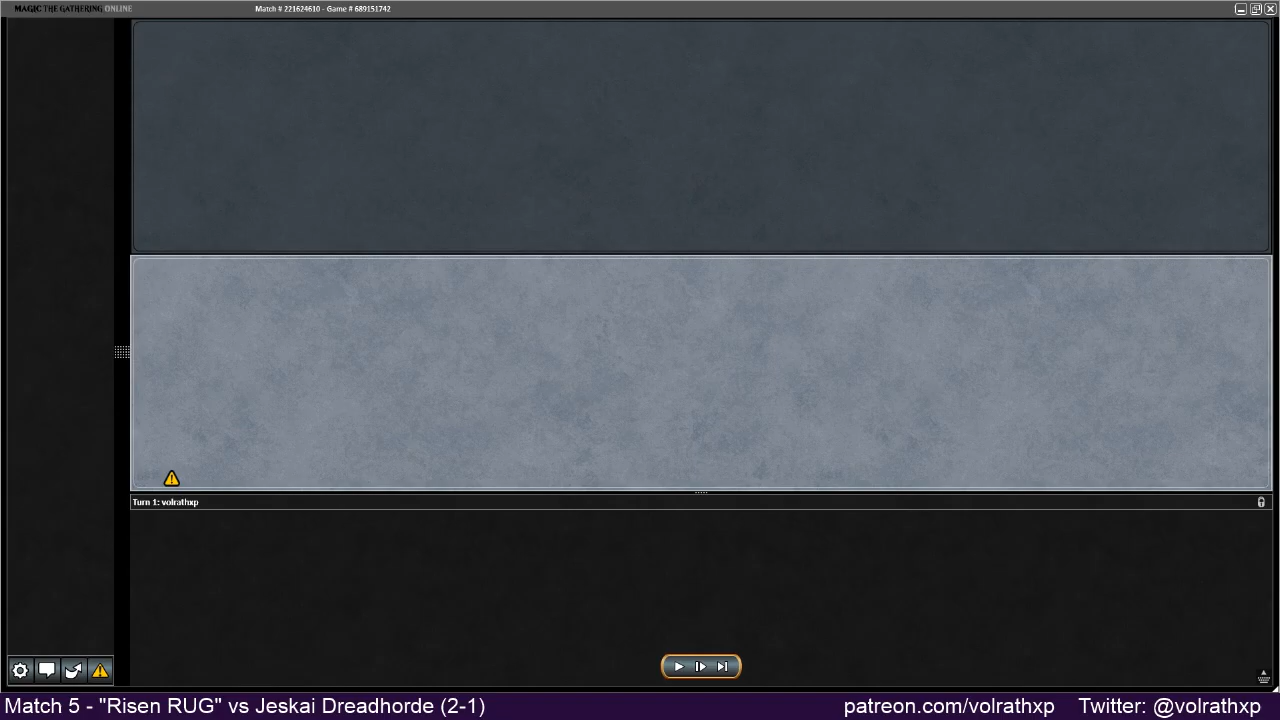 MAGIC THE GATHERING ONLINE
Match # 221624610 - Game # 689151742
Turn 1: volrathxp
Match 5 - "Risen RUG" vs Jeskai Dreadhorde (2-1)
patreon.com/volrathxp
Twitter: @volrathxp